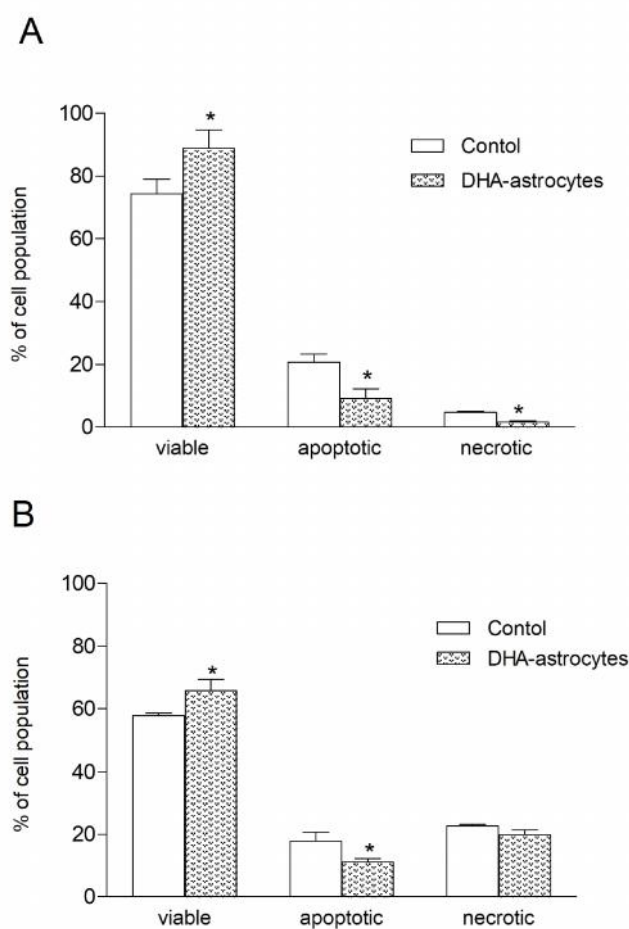 A
100
80
60
40
20
0
% of cell population
*
*
*
Contol
DHA-astrocytes
viable apoptotic necrotic
B
100
80
60
40
20
0
% of cell population
*
*
Contol
DHA-astrocytes
viable apoptotic necrotic